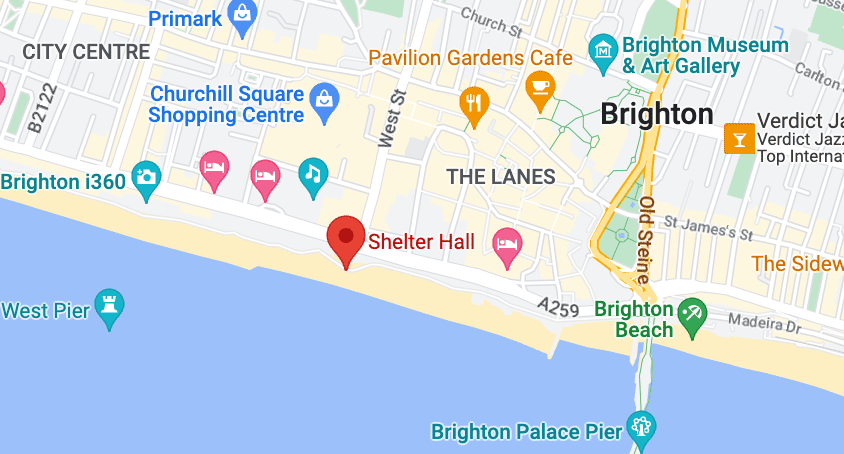 Primark
Church St
CITY CENTRE
Pavilion Gardens Cafe
Brighton Museum
& Art Gallery
Carlton
B2122
Churchill Square
Shopping Centre
West St
Brighton
Verdict Ja
Verdict Jazz
Top Internat
Brighton i360
THE LANES
St James's St
Old Steine
Shelter Hall
The Sidew
West Pier
A259
Brighton
Beach
Madeira Dr
Brighton Palace Pier